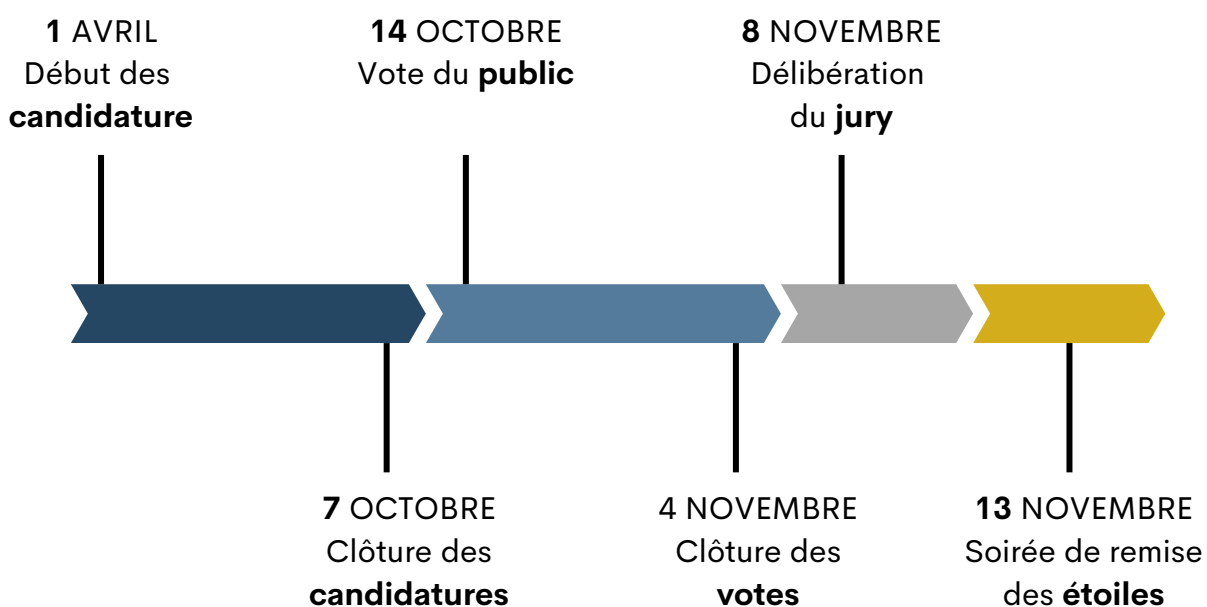 1 AVRIL
Début des
candidature
14 OCTOBRE
Vote du public
8 NOVEMBRE
Délibération
du jury
7 OCTOBRE
Clôture des
candidatures
4 NOVEMBRE
Clôture des
votes
13 NOVEMBRE
Soirée de remise
des étoiles